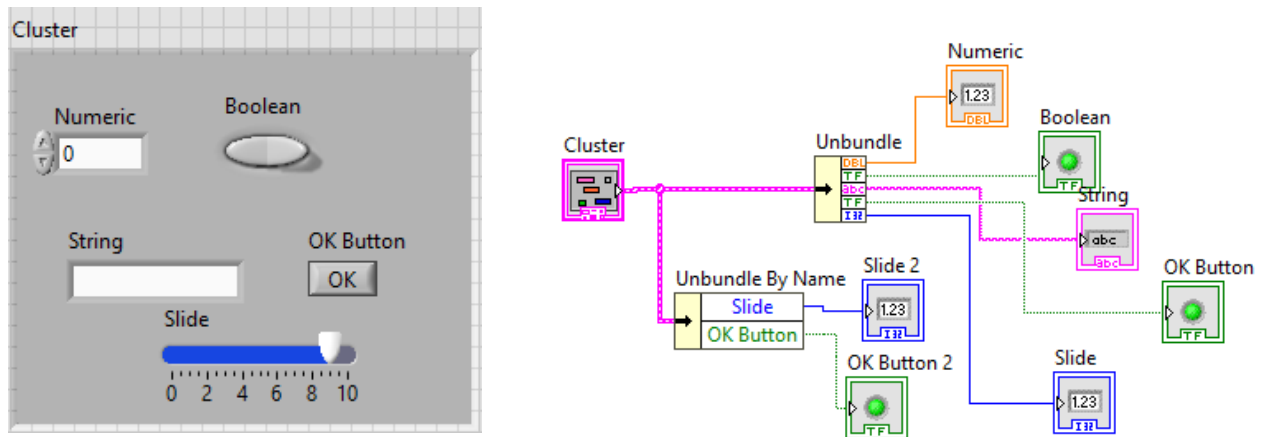 Cluster
Numeric
0
Boolean
String
OK Button
OK
Slide
0 2 4 6 8 10
Cluster
Unbundle
DBL
TF
abc
TF
I32
Numeric
1.23
DBL
Boolean
TF
String
abc
abc
OK Button
TF
Unbundle By Name
Slide
OK Button
Slide 2
1.23
I32
OK Button 2
TF
Slide
1.23
I32